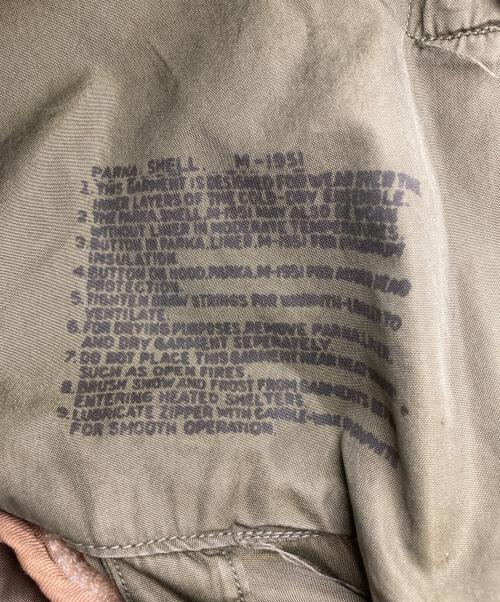 PARKA, SHELL, M-1951
1. THIS GARMENT IS DESIGNED FOR WEAR OVER THE
INNER LAYERS OF THE COLD-DRY ENSEMBLE.
2. THE PARKA, SHELL, M-1951 MAY ALSO BE WORN
WITHOUT LINER IN MODERATE TEMPERATURES.
3. BUTTON IN PARKA, LINER, M-1951 FOR MAXIMUM
INSULATION.
4. BUTTON ON HOOD, PARKA, M-1951 FOR ADDED HEAD
PROTECTION.
5. TIGHTEN DRAW STRINGS FOR WARMTH-LOOSEN TO
VENTILATE.
6. FOR DRYING PURPOSES, REMOVE PARKA LINER,
AND DRY GARMENT SEPERATELY.
7. DO NOT PLACE THIS GARMENT NEAR HEAT
SUCH AS OPEN FIRES.
8. BRUSH SNOW AND FROST FROM GARMENTS
ENTERING HEATED SHELTERS
9. LUBRICATE ZIPPER WITH CANDLE-WAX
FOR SMOOTH OPERATION